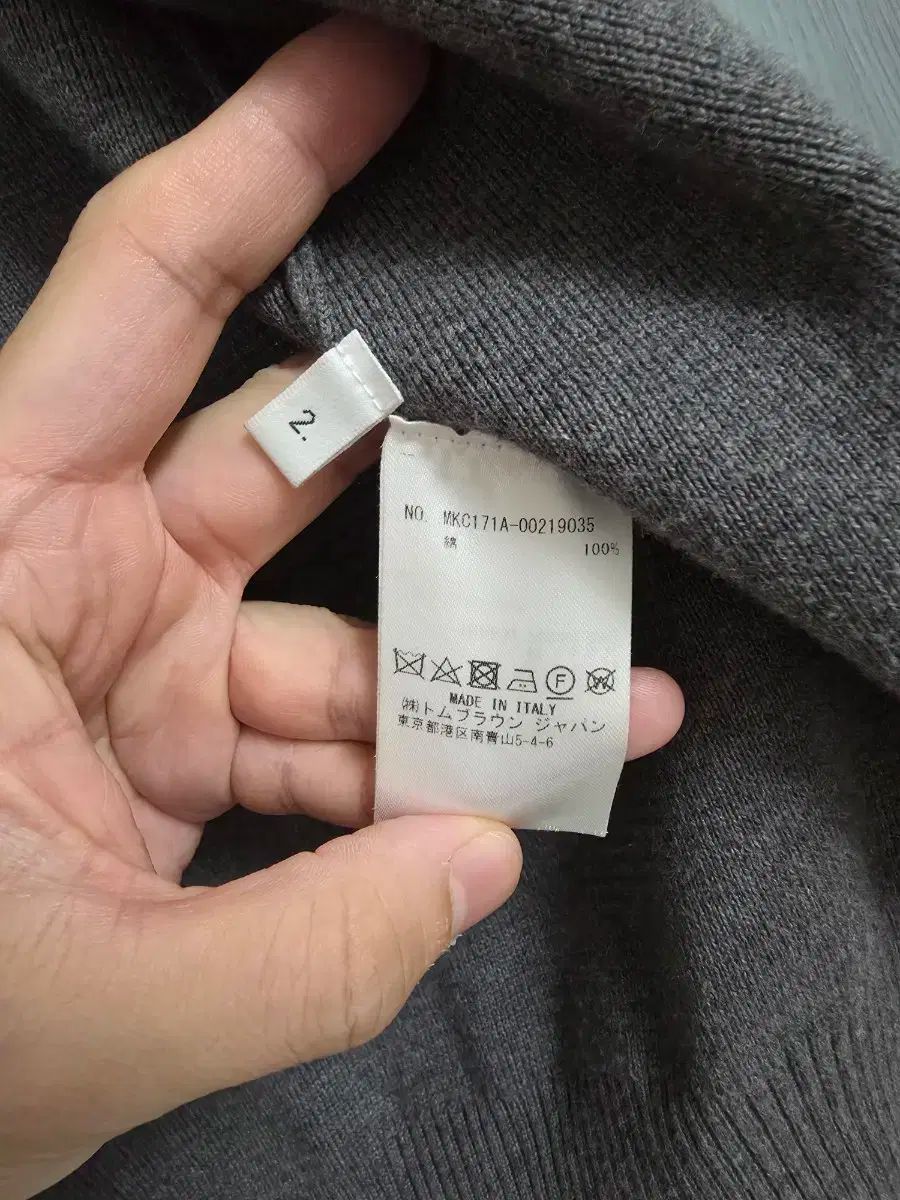 2.
NO. MKC171A-00219035
綿 100%
F W
MADE IN ITALY
(株)トムブラウン ジャパン
東京都港区南青山5-4-6